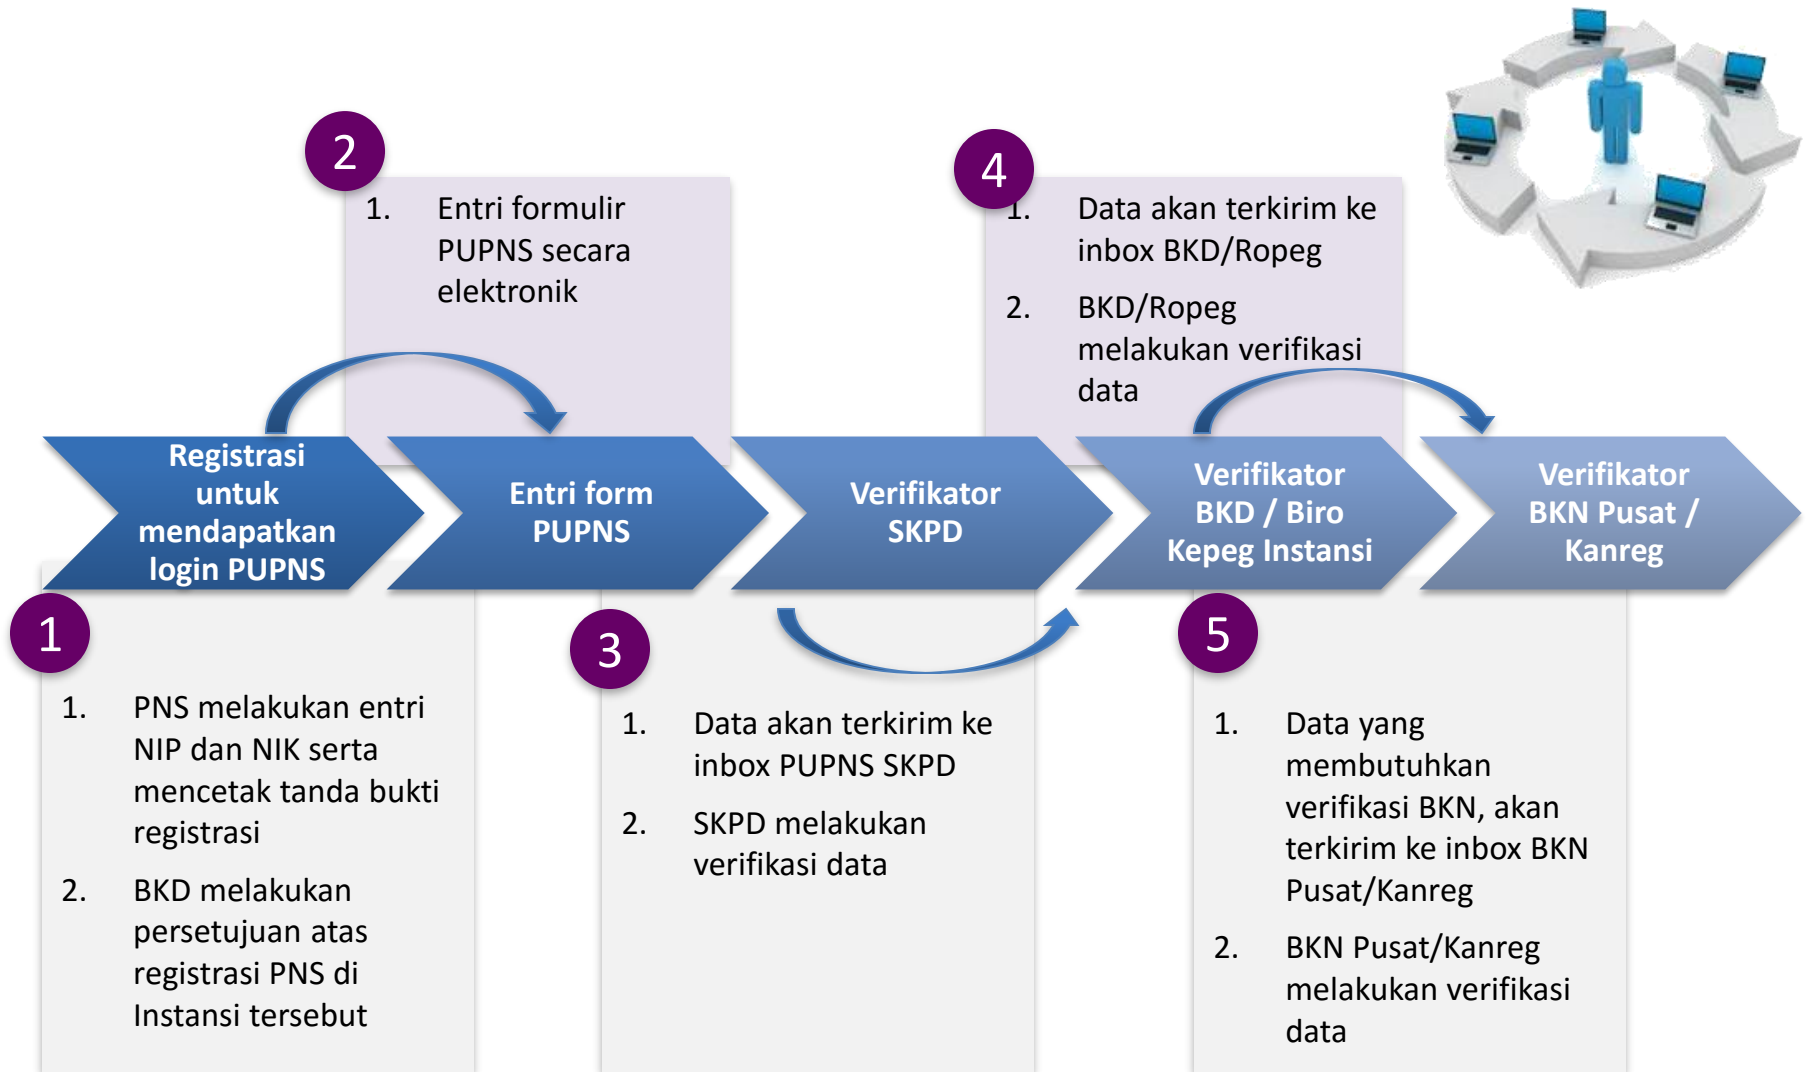 2
1. Entri formulir
PUPNS secara
elektronik
4
1. Data akan terkirim ke
inbox BKD/Ropeg
2. BKD/Ropeg
melakukan verifikasi
data
Registrasi
untuk
mendapatkan
login PUPNS
Entri form
PUPNS
Verifikator
SKPD
Verifikator
BKD / Biro
Kepeg Instansi
Verifikator
BKN Pusat /
Kanreg
1
1. PNS melakukan entri
NIP dan NIK serta
mencetak tanda bukti
registrasi
2. BKD melakukan
persetujuan atas
registrasi PNS di
Instansi tersebut
3
1. Data akan terkirim ke
inbox PUPNS SKPD
2. SKPD melakukan
verifikasi data
5
1. Data yang
membutuhkan
verifikasi BKN, akan
terkirim ke inbox BKN
Pusat/Kanreg
2. BKN Pusat/Kanreg
melakukan verifikasi
data